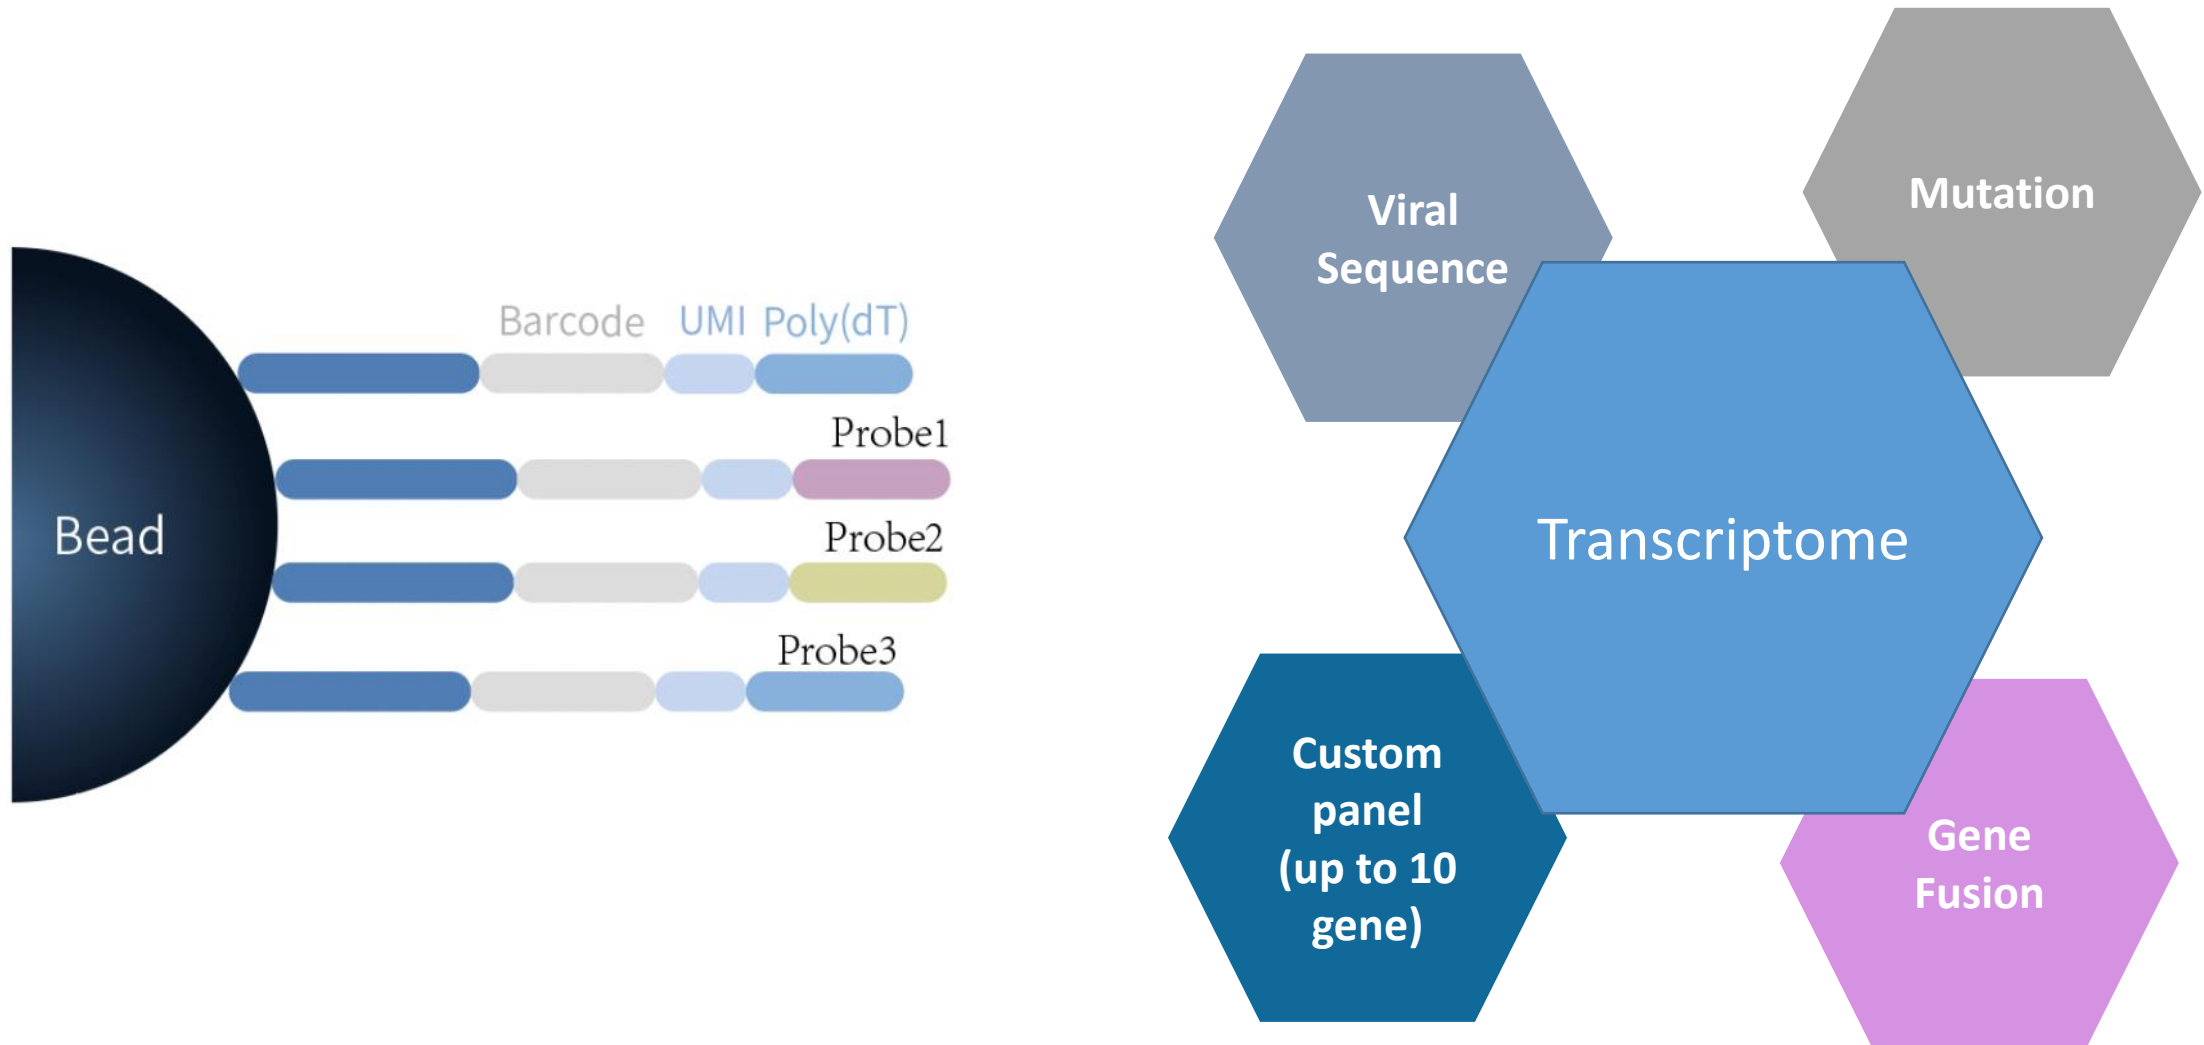 Barcode UMI Poly(dT)
Probe1
Probe2
Probe3
Bead
Viral
Sequence
Mutation
Transcriptome
Custom
panel
(up to 10
gene)
Gene
Fusion